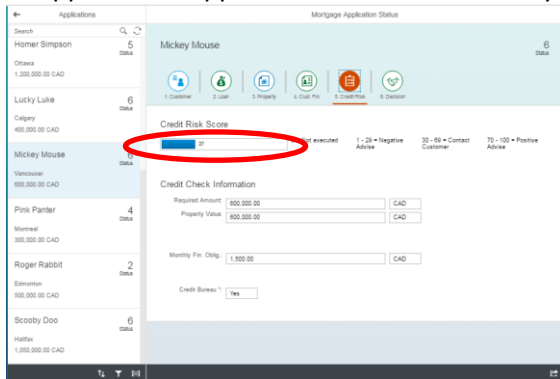 Applications
Mortgage Application Status
Search
Homer Simpson
5
Status
Ottawa
1,200,000.00 CAD
Lucky Luke
6
Status
Calgary
400,000.00 CAD
Mickey Mouse
6
Status
Vancouver
600,000.00 CAD
Pink Panter
4
Status
Montreal
300,000.00 CAD
Roger Rabbit
2
Status
Edmonton
500,000.00 CAD
Scooby Doo
6
Status
Halifax
1,050,000.00 CAD
Mickey Mouse
6
Status
1. Customer
2. Loan
3. Property
4. Cust. Fin.
5. Credit Risk
6. Decision
Credit Risk Score
37
Not executed
1 - 29 = Negative
Advise
30 - 69 = Contact
Customer
70 - 100 = Positive
Advise
Credit Check Information
Required Amount:
600,000.00
CAD
Property Value:
600,000.00
CAD
Monthly Fin. Oblig.:
1,500.00
CAD
Credit Bureau *:
Yes